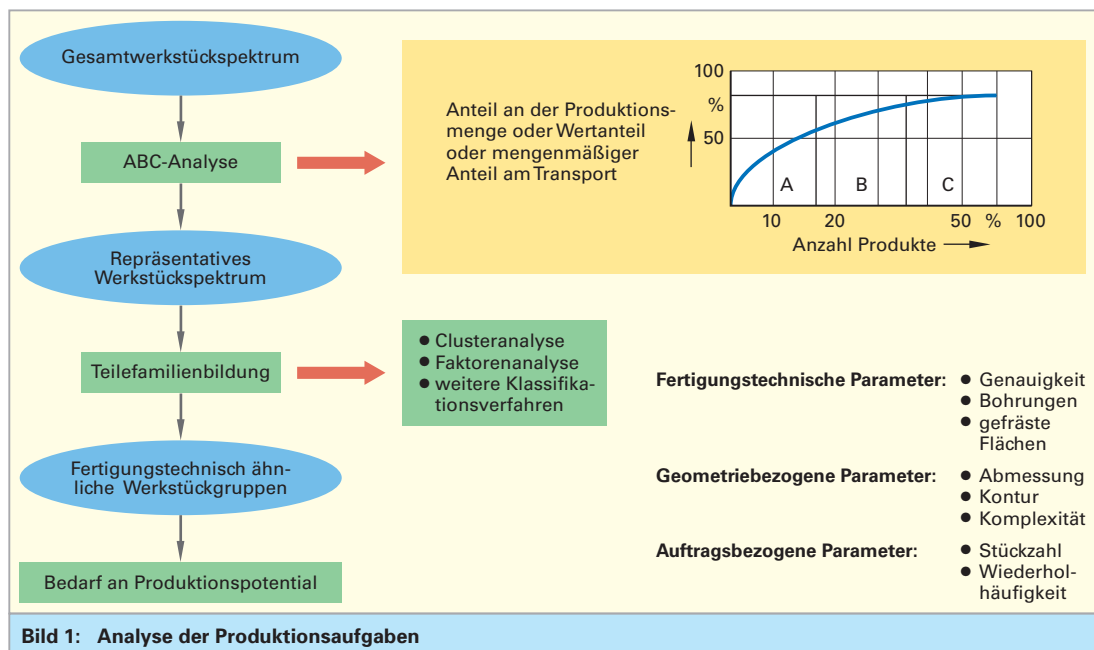 Gesamtwerkstückspektrum
ABC-Analyse
Repräsentatives
Werkstückspektrum
Teilefamilienbildung
Fertigungstechnisch ähn-
liche Werkstückgruppen
Bedarf an Produktionspotential
Anteil an der Produktions-
menge oder Wertanteil
oder mengenmäßiger
Anteil am Transport
100
%
50
A B C
10 20 50 % 100
Anzahl Produkte
● Clusteranalyse
● Faktorenanalyse
● weitere Klassifika-
tionsverfahren
Fertigungstechnische Parameter: ● Genauigkeit
● Bohrungen
● gefräste
Flächen
Geometriebezogene Parameter: ● Abmessung
● Kontur
● Komplexität
Auftragsbezogene Parameter: ● Stückzahl
● Wiederhol-
häufigkeit
Bild 1: Analyse der Produktionsaufgaben